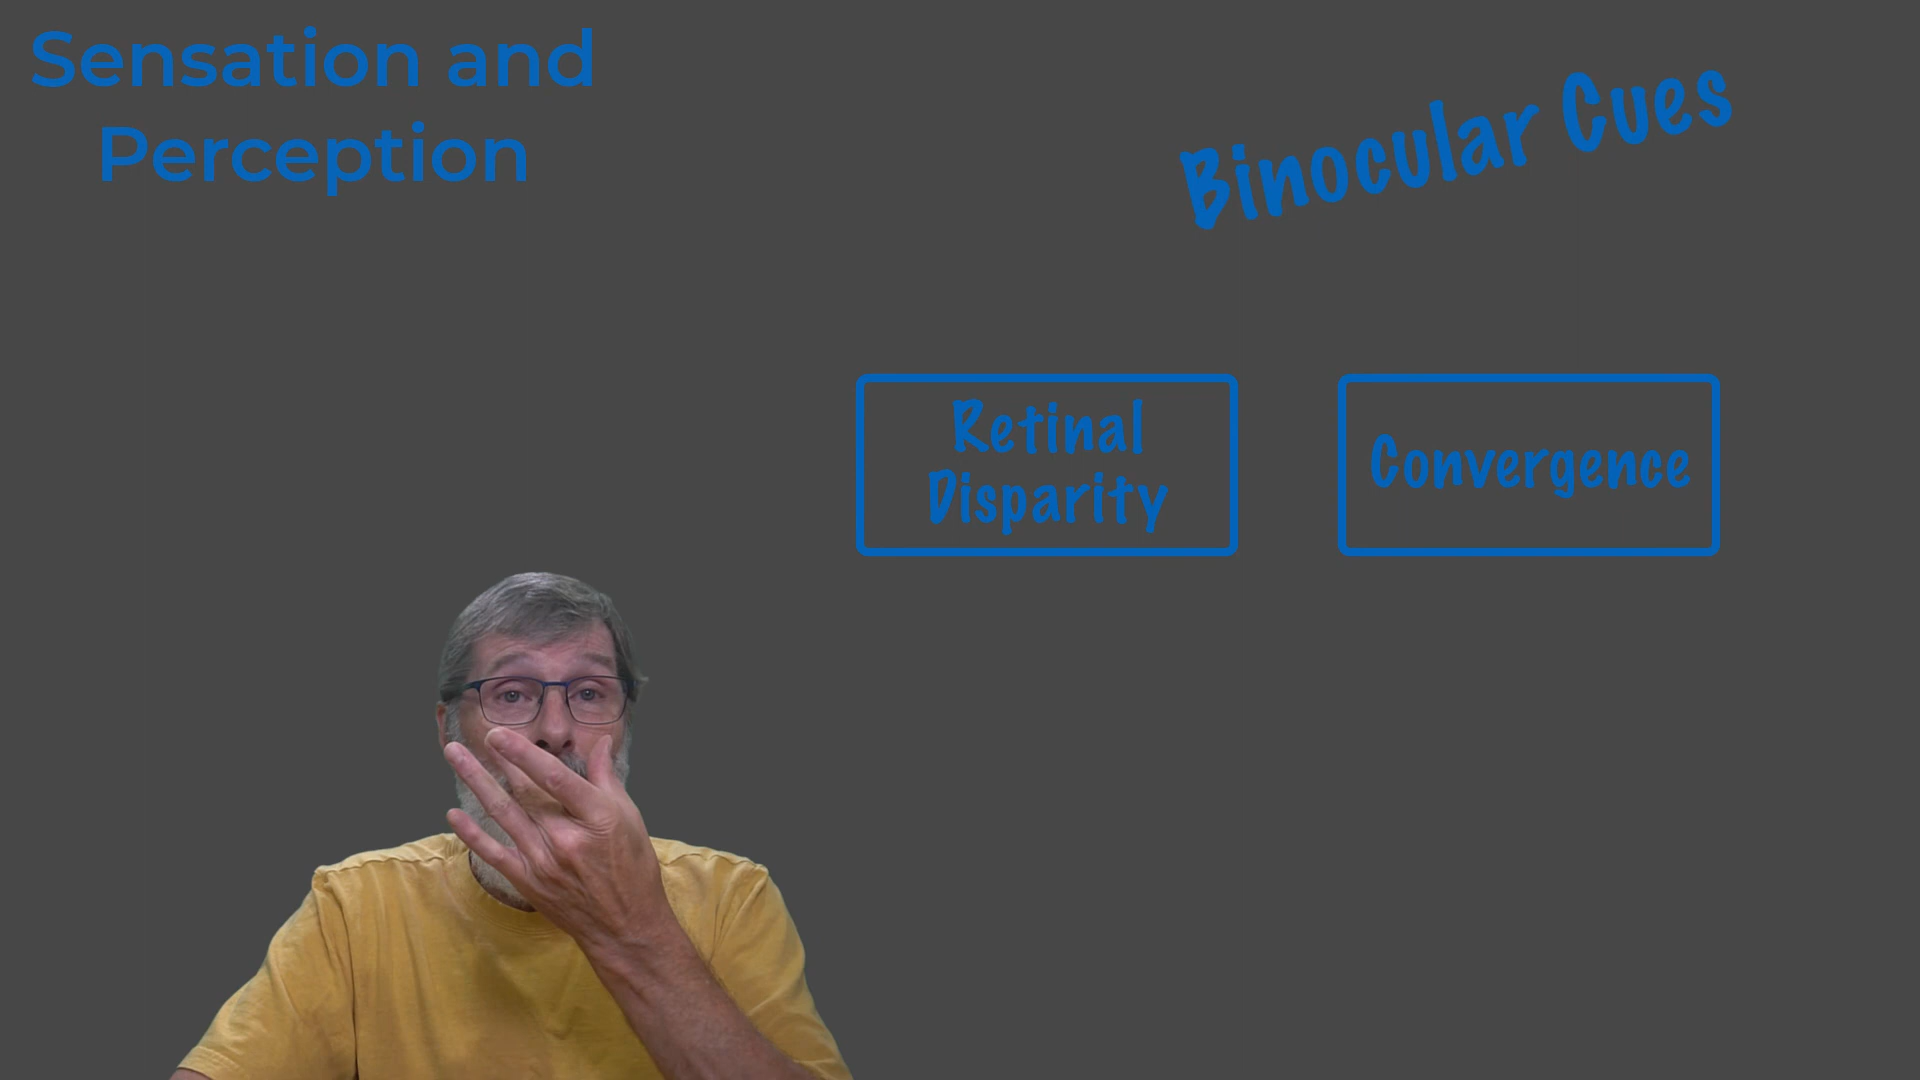 Sensation and
Perception
Binocular Cues
Retinal
Disparity
Convergence